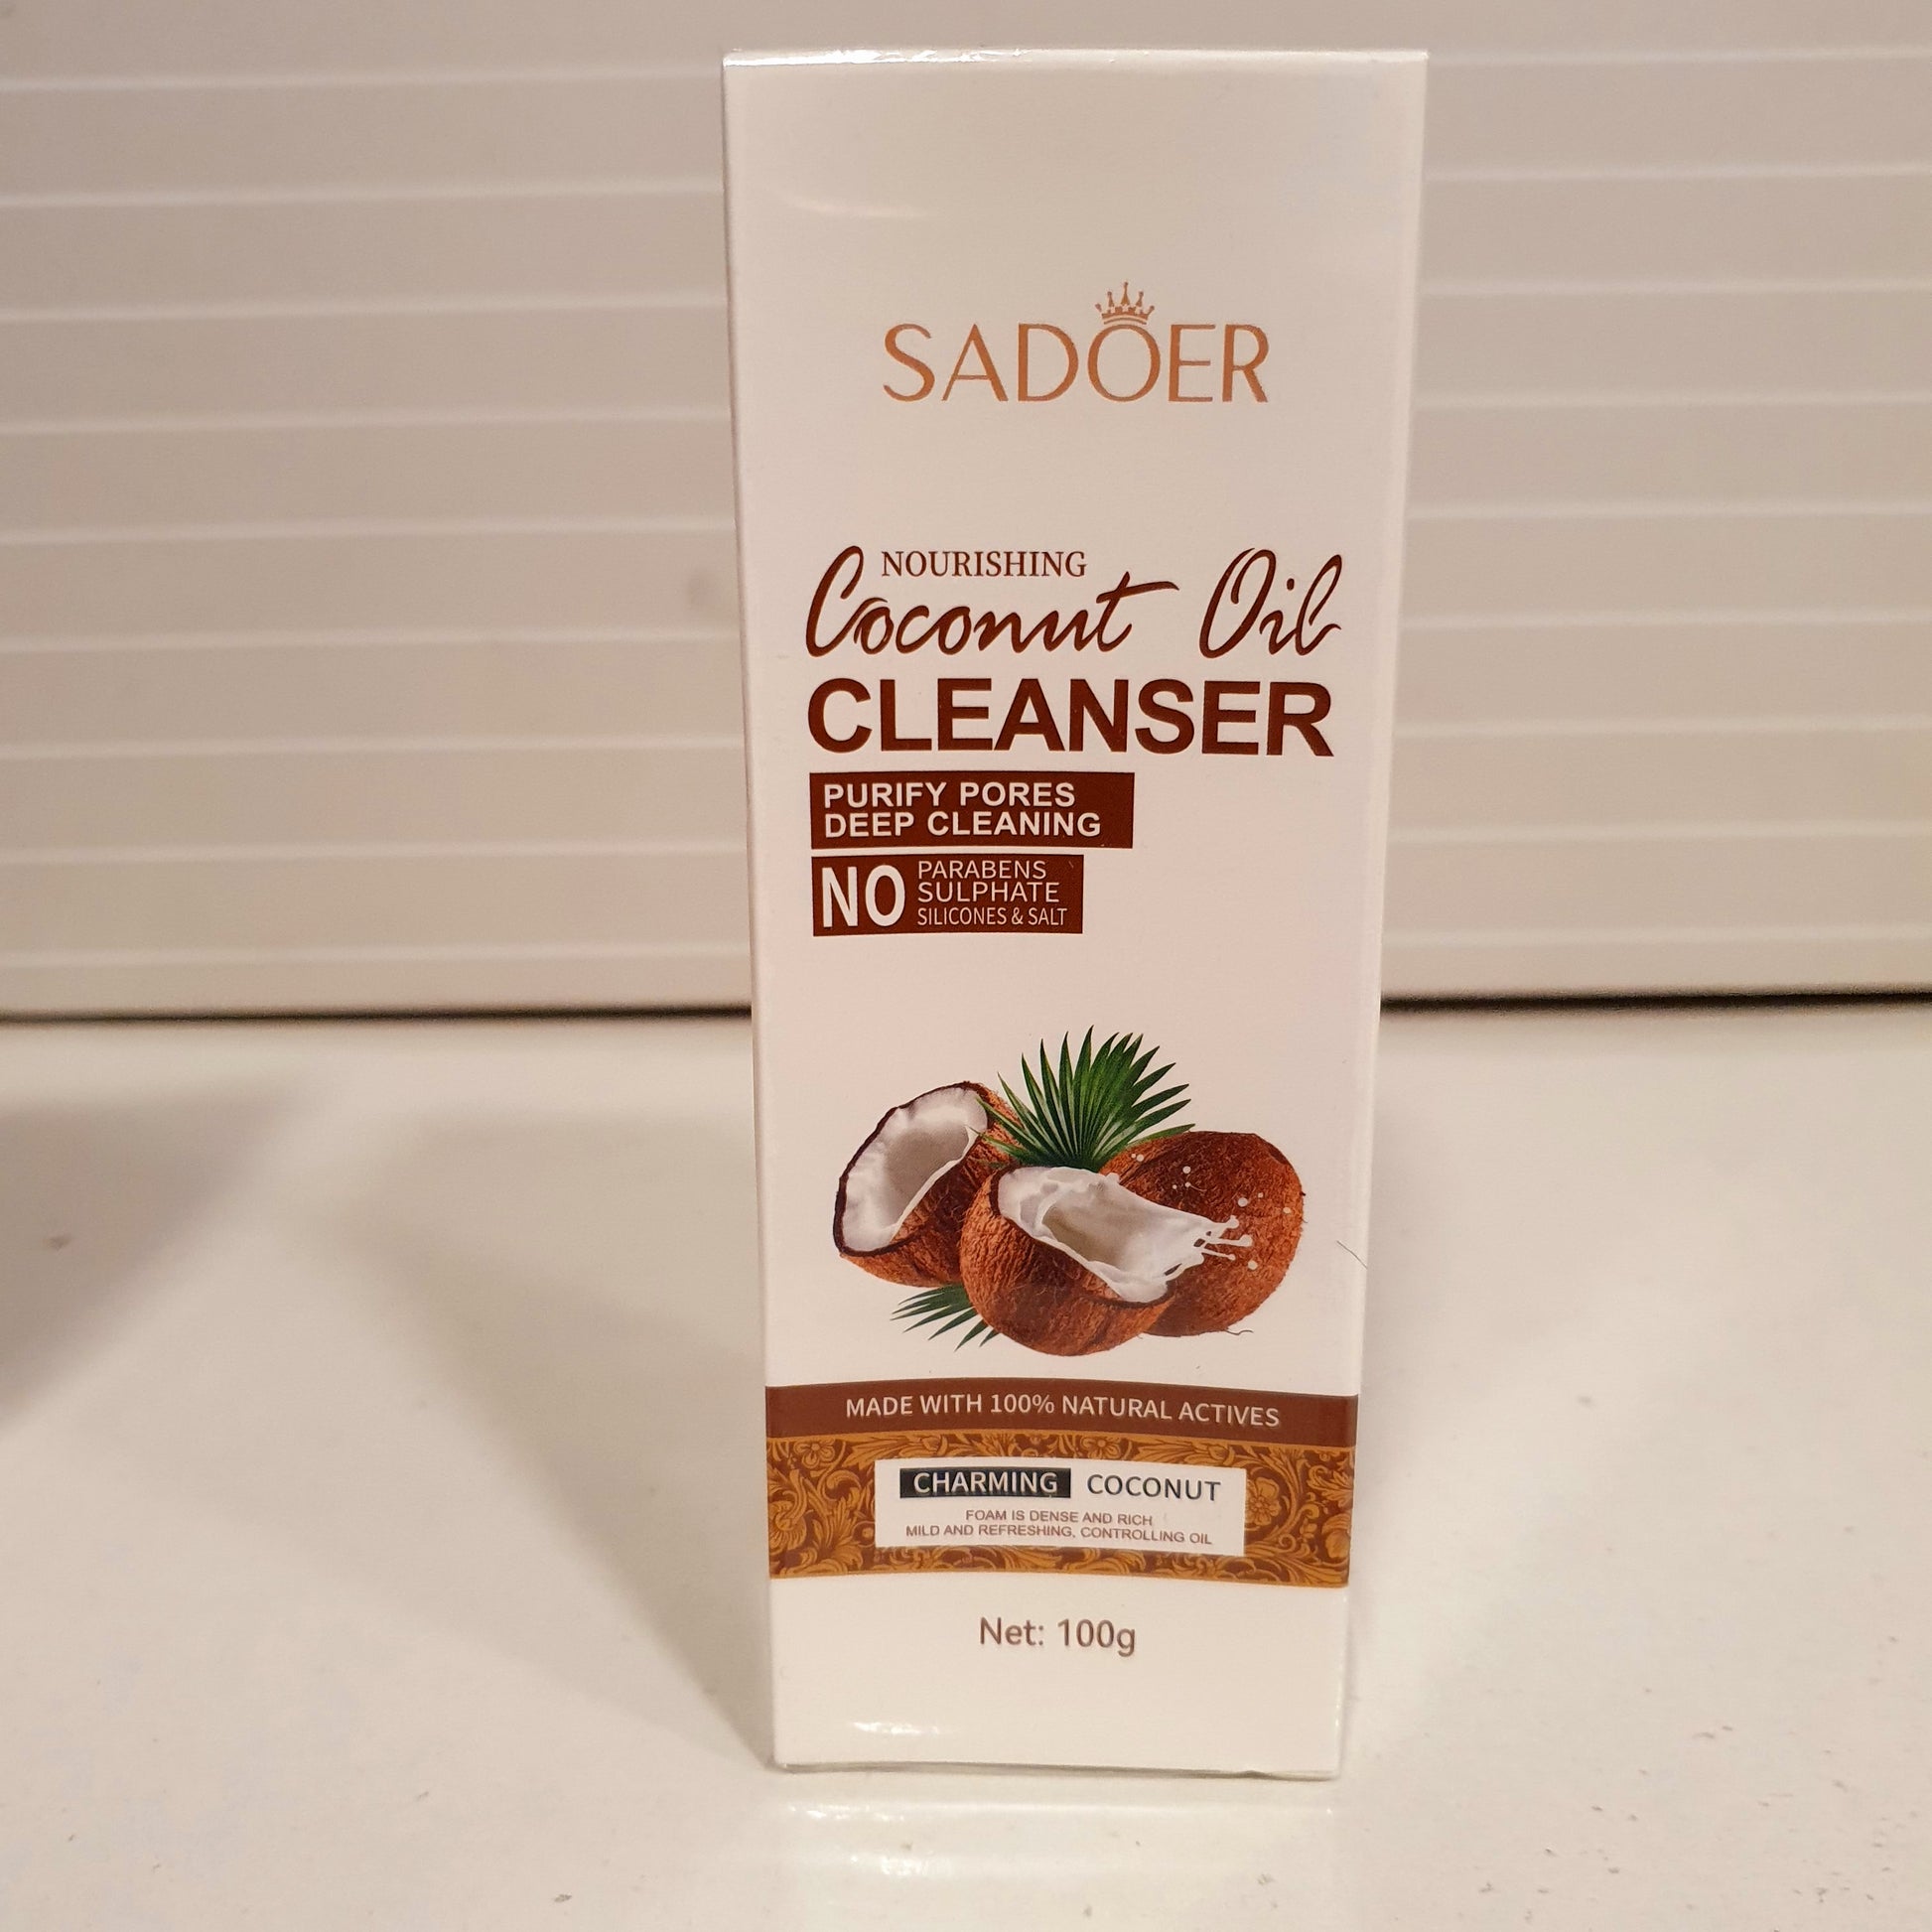 SADOER
NOURISHING
Coconut Oil
CLEANSER
PURIFY PORES
DEEP CLEANING
NO PARABENS
SULPHATE
SILICONES & SALT
MADE WITH 100% NATURAL ACTIVES
CHARMING COCONUT
FOAM IS DENSE AND RICH
MILD AND REFRESHING, CONTROLLING OIL
Net: 100g